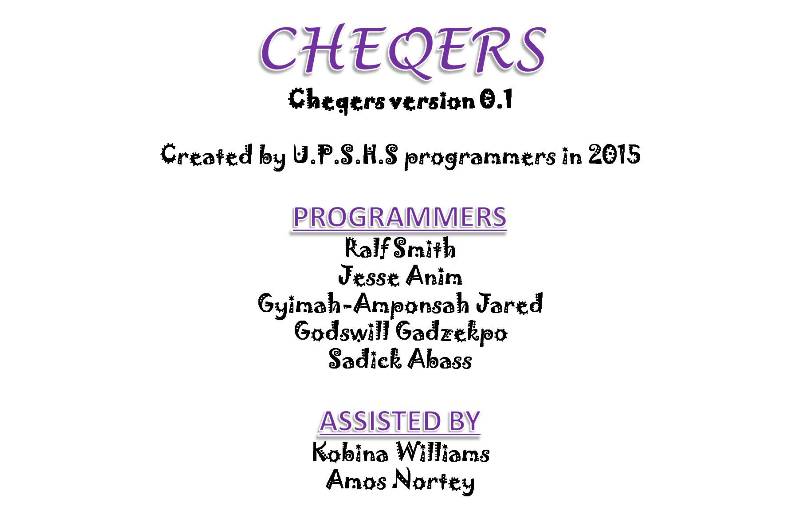 CHEQERS
Cheqers version 0.1
Created by U.P.S.H.S programmers in 2015
PROGRAMMERS
Ralf Smith
Jesse Anim
Gyimah-Amponsah Jared
Godswill Gadzekpo
Sadick Abass
ASSISTED BY
Kobina Williams
Amos Nortey